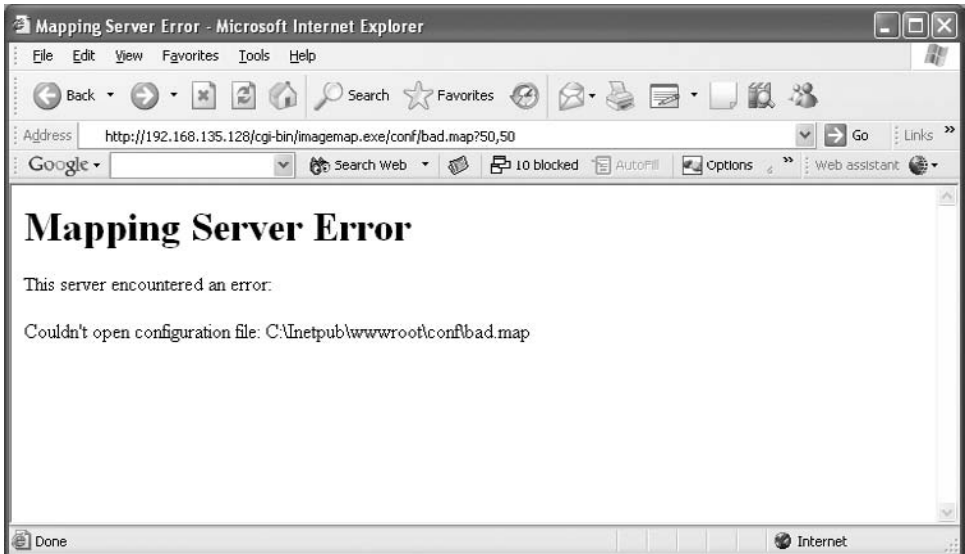 Mapping Server Error - Microsoft Internet Explorer
File Edit View Favorites Tools Help
Back Search Favorites
Address http://192.168.135.128/cgi-bin/imagemap.exe/conf/bad.map?50,50 Go Links »
Google Search Web 10 blocked AutoFill Options » Web assistant
Mapping Server Error
This server encountered an error:
Couldn't open configuration file: C:\Inetpub\wwwroot\conf\bad.map
Done Internet